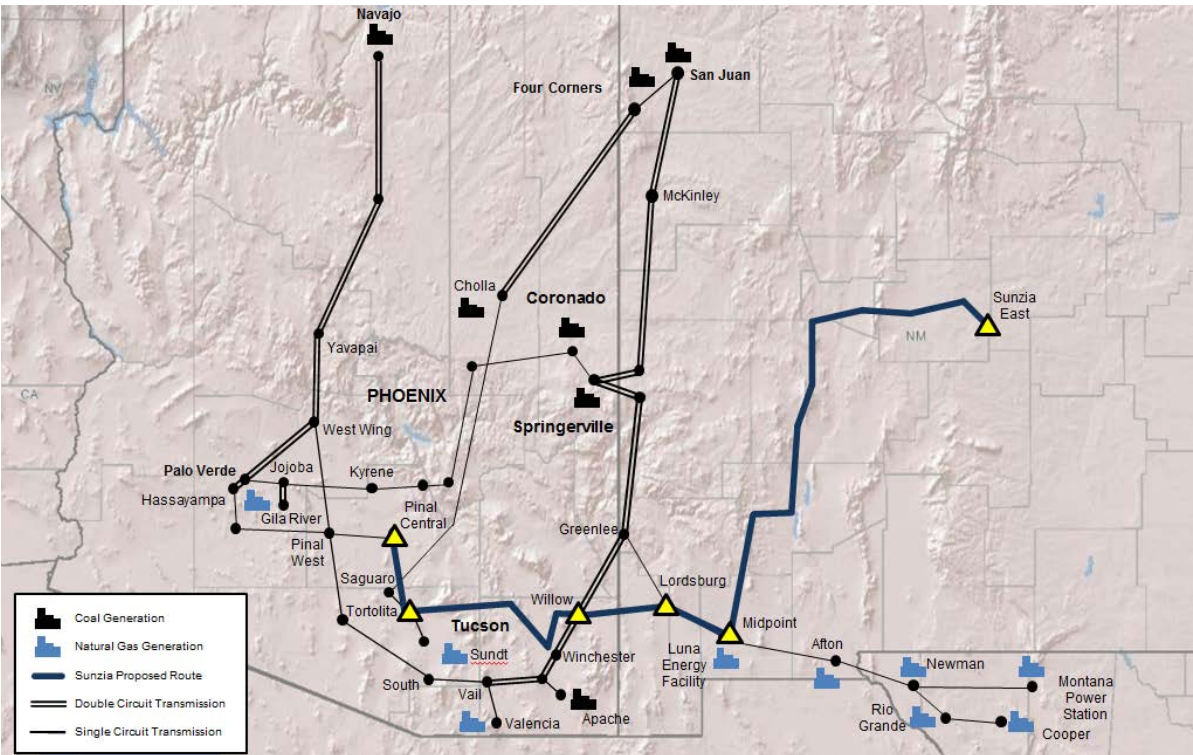 Navajo
San Juan
Four Corners
NV
McKinley
Cholla
Coronado
Sunzia
East
NM
Yavapai
CA
PHOENIX
Springerville
West Wing
Palo Verde
Jojoba
Kyrene
Hassayampa
Gila River
Pinal
Central
Pinal
West
Greenlee
Saguaro
Lordsburg
Tortolita
Willow
Tucson
Midpoint
Sundt
Winchester
Luna
Energy
Facility
Afton
Newman
South
Vail
Montana
Power
Station
Rio
Grande
Valencia
Apache
Cooper
Coal Generation
Natural Gas Generation
Sunzia Proposed Route
Double Circuit Transmission
Single Circuit Transmission